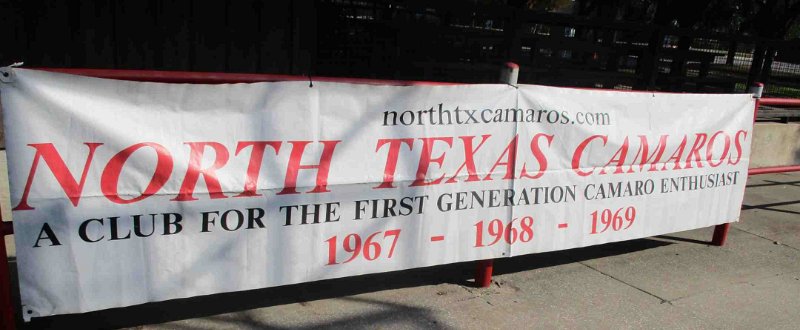 northtxcamaros.com
NORTH TEXAS CAMAROS
A CLUB FOR THE FIRST GENERATION CAMARO ENTHUSIAST
1967 - 1968 - 1969